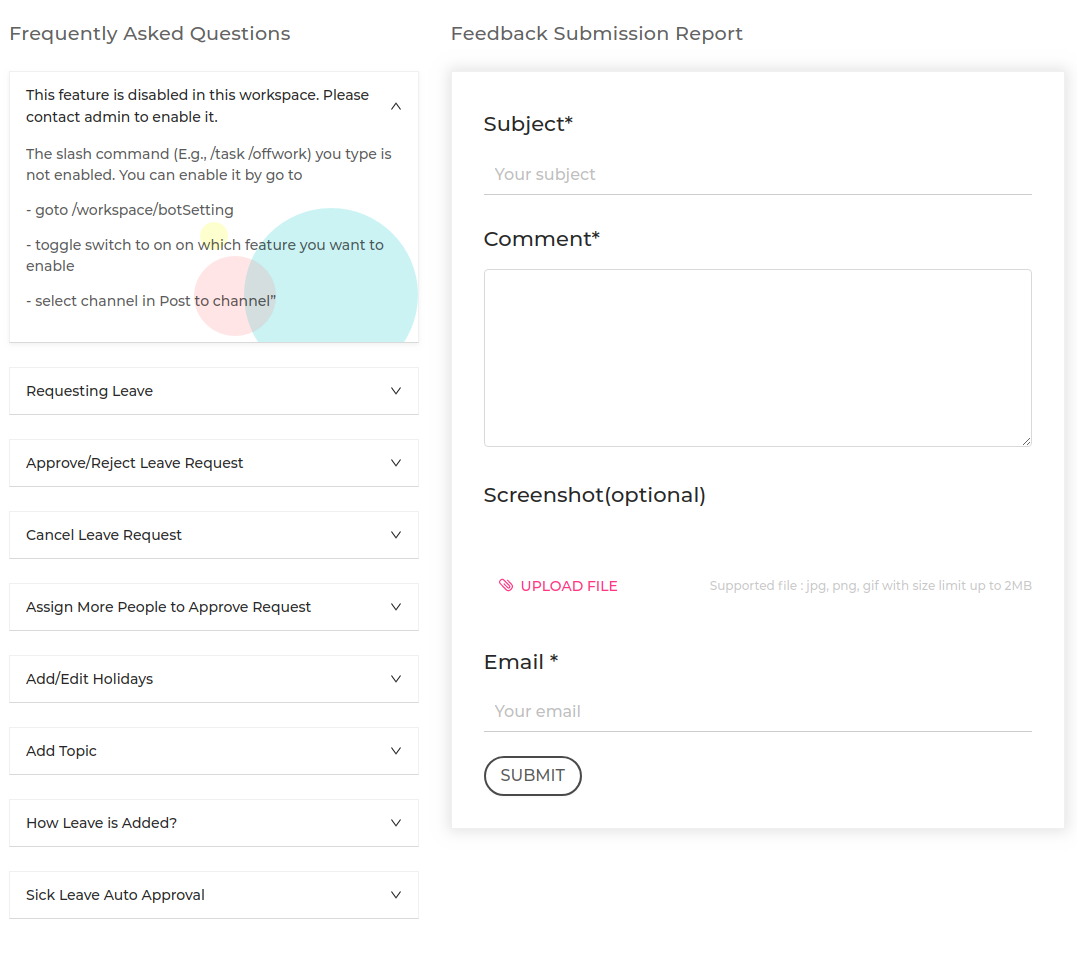 Frequently Asked Questions
This feature is disabled in this workspace. Please
contact admin to enable it.
The slash command (E.g., /task /offwork) you type is
not enabled. You can enable it by go to
- goto /workspace/botSetting
- toggle switch to on on which feature you want to
enable
- select channel in Post to channel”
Requesting Leave
Approve/Reject Leave Request
Cancel Leave Request
Assign More People to Approve Request
Add/Edit Holidays
Add Topic
How Leave is Added?
Sick Leave Auto Approval
Feedback Submission Report
Subject*
Your subject
Comment*
Screenshot(optional)
UPLOAD FILE
Supported file : jpg, png, gif with size limit up to 2MB
Email *
Your email
SUBMIT